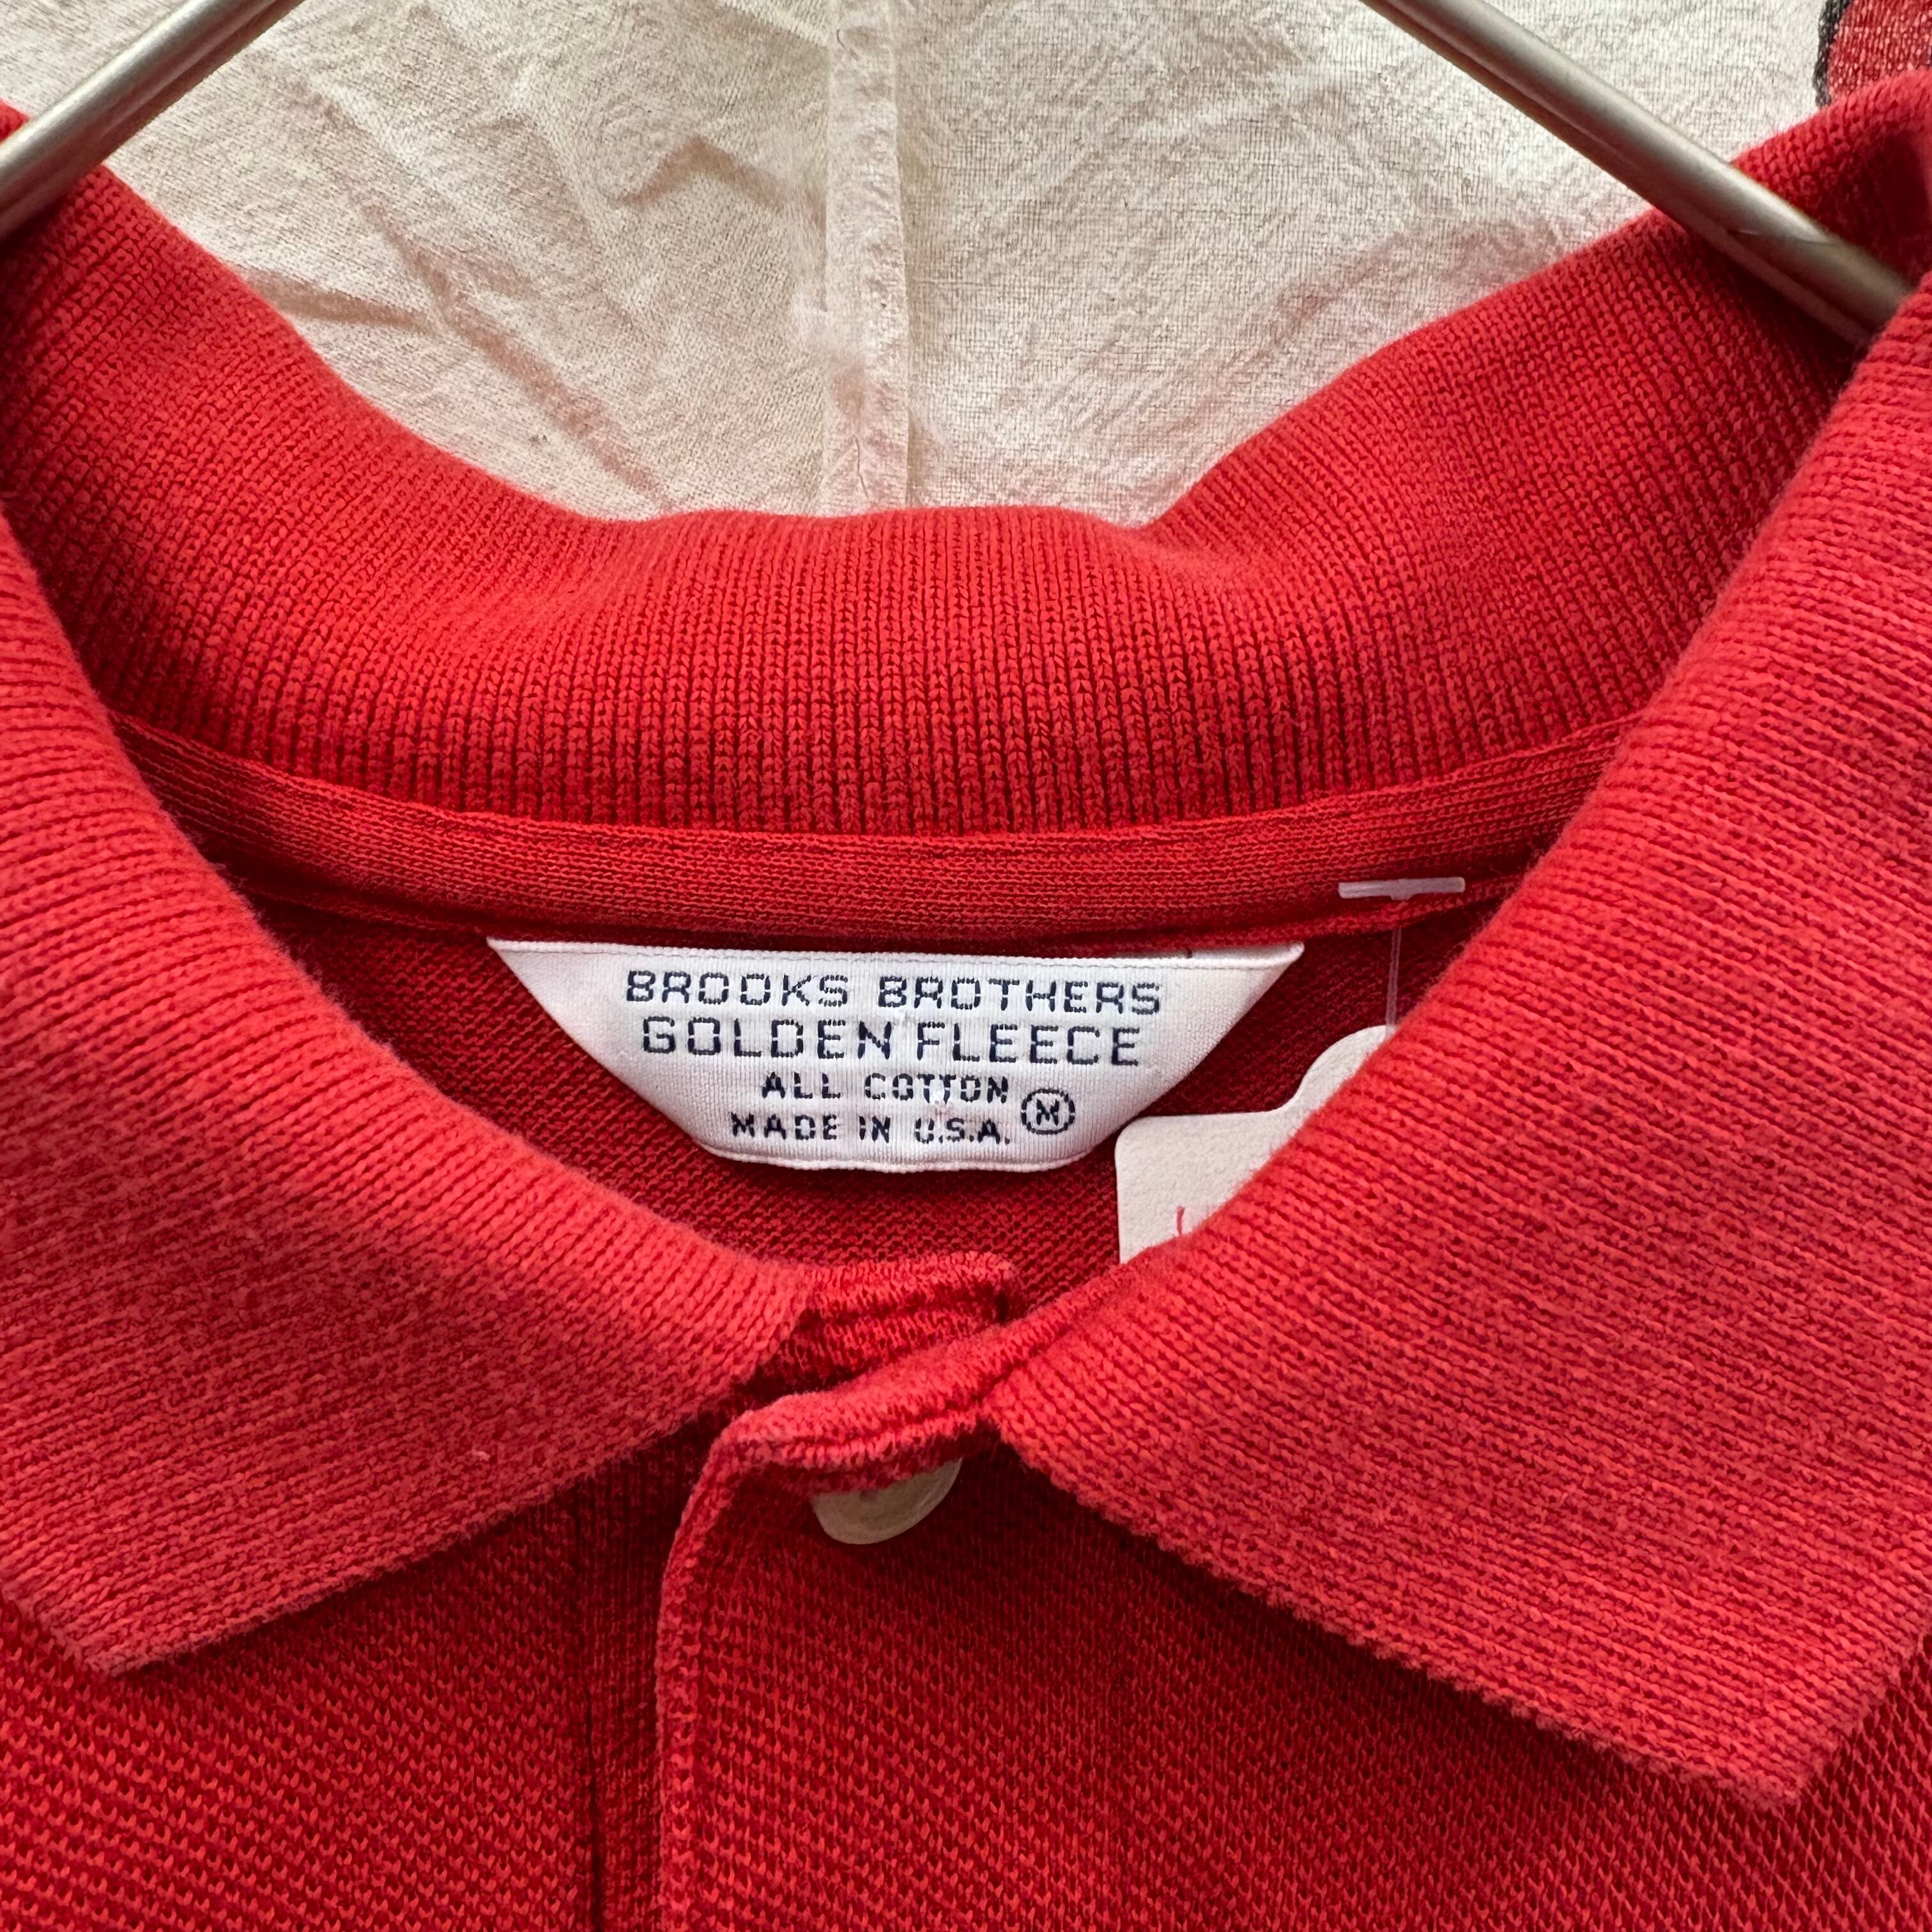 BROOKS BROTHERS
GOLDEN FLEECE
ALL COTTON
MADE IN U.S.A. M